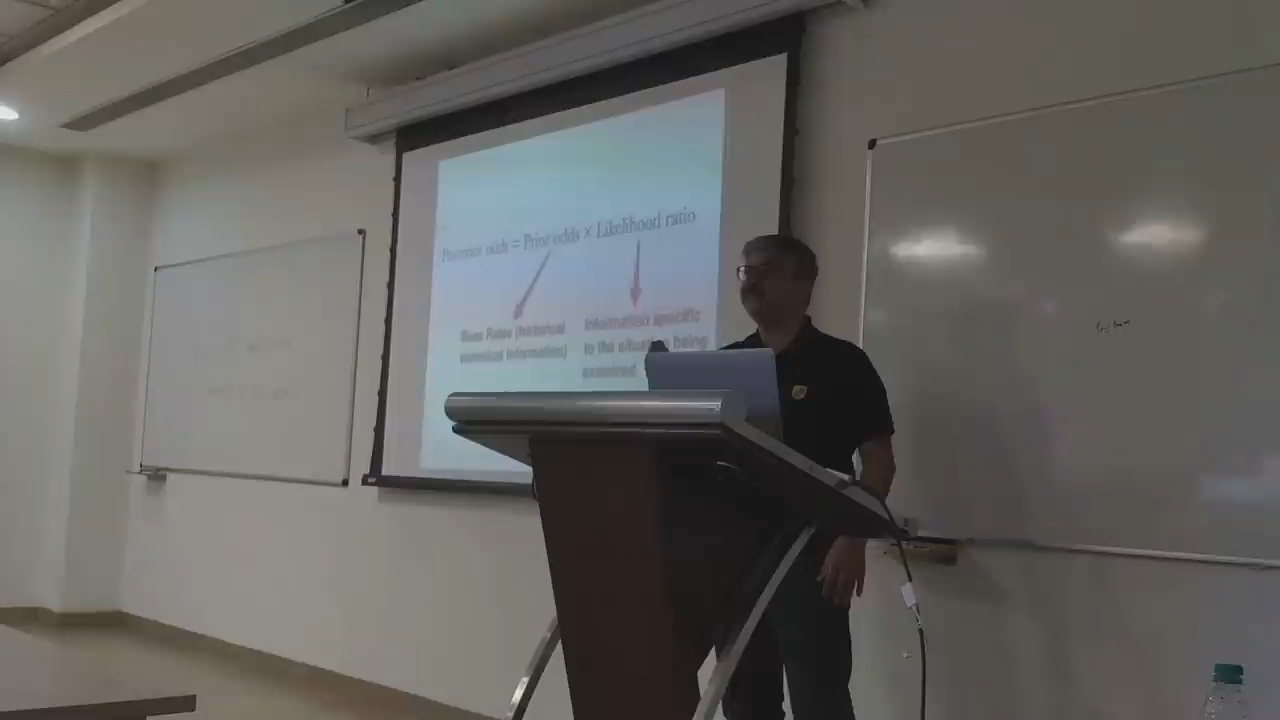 Posterior odds = Prior odds × Likelihood ratio
Base Rates (historical
statistical information)
Information specific
to the situation being
examined